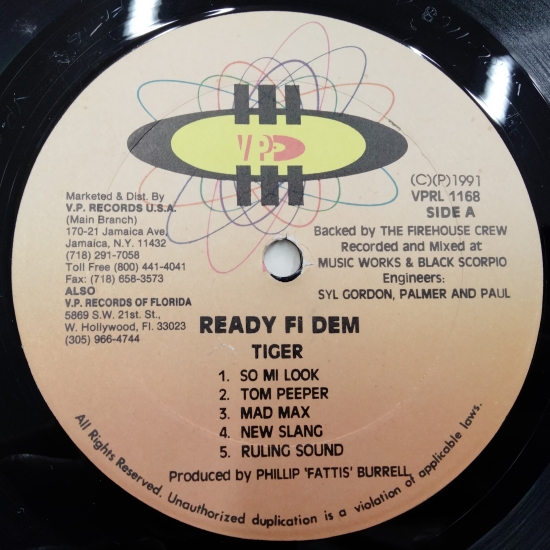 VP
(C)(P)1991
VPRL 1168
SIDE A
Marketed & Dist. By
V.P. RECORDS U.S.A.
(Main Branch)
170-21 Jamaica Ave.
Jamaica, N.Y. 11432
(718) 291-7058
Toll Free (800) 441-4041
Fax: (718) 658-3573
ALSO
V.P. RECORDS OF FLORIDA
5869 S.W. 21st. St.,
W. Hollywood, Fl. 33023
(305) 966-4744
Backed by THE FIREHOUSE CREW
Recorded and Mixed at
MUSIC WORKS & BLACK SCORPIO
Engineers:
SYL GORDON, PALMER AND PAUL
READY FI DEM
TIGER
1. SO MI LOOK
2. TOM PEEPER
3. MAD MAX
4. NEW SLANG
5. RULING SOUND
Produced by PHILLIP 'FATTIS' BURRELL
All Rights Reserved. Unauthorized duplication is a violation of applicable laws.